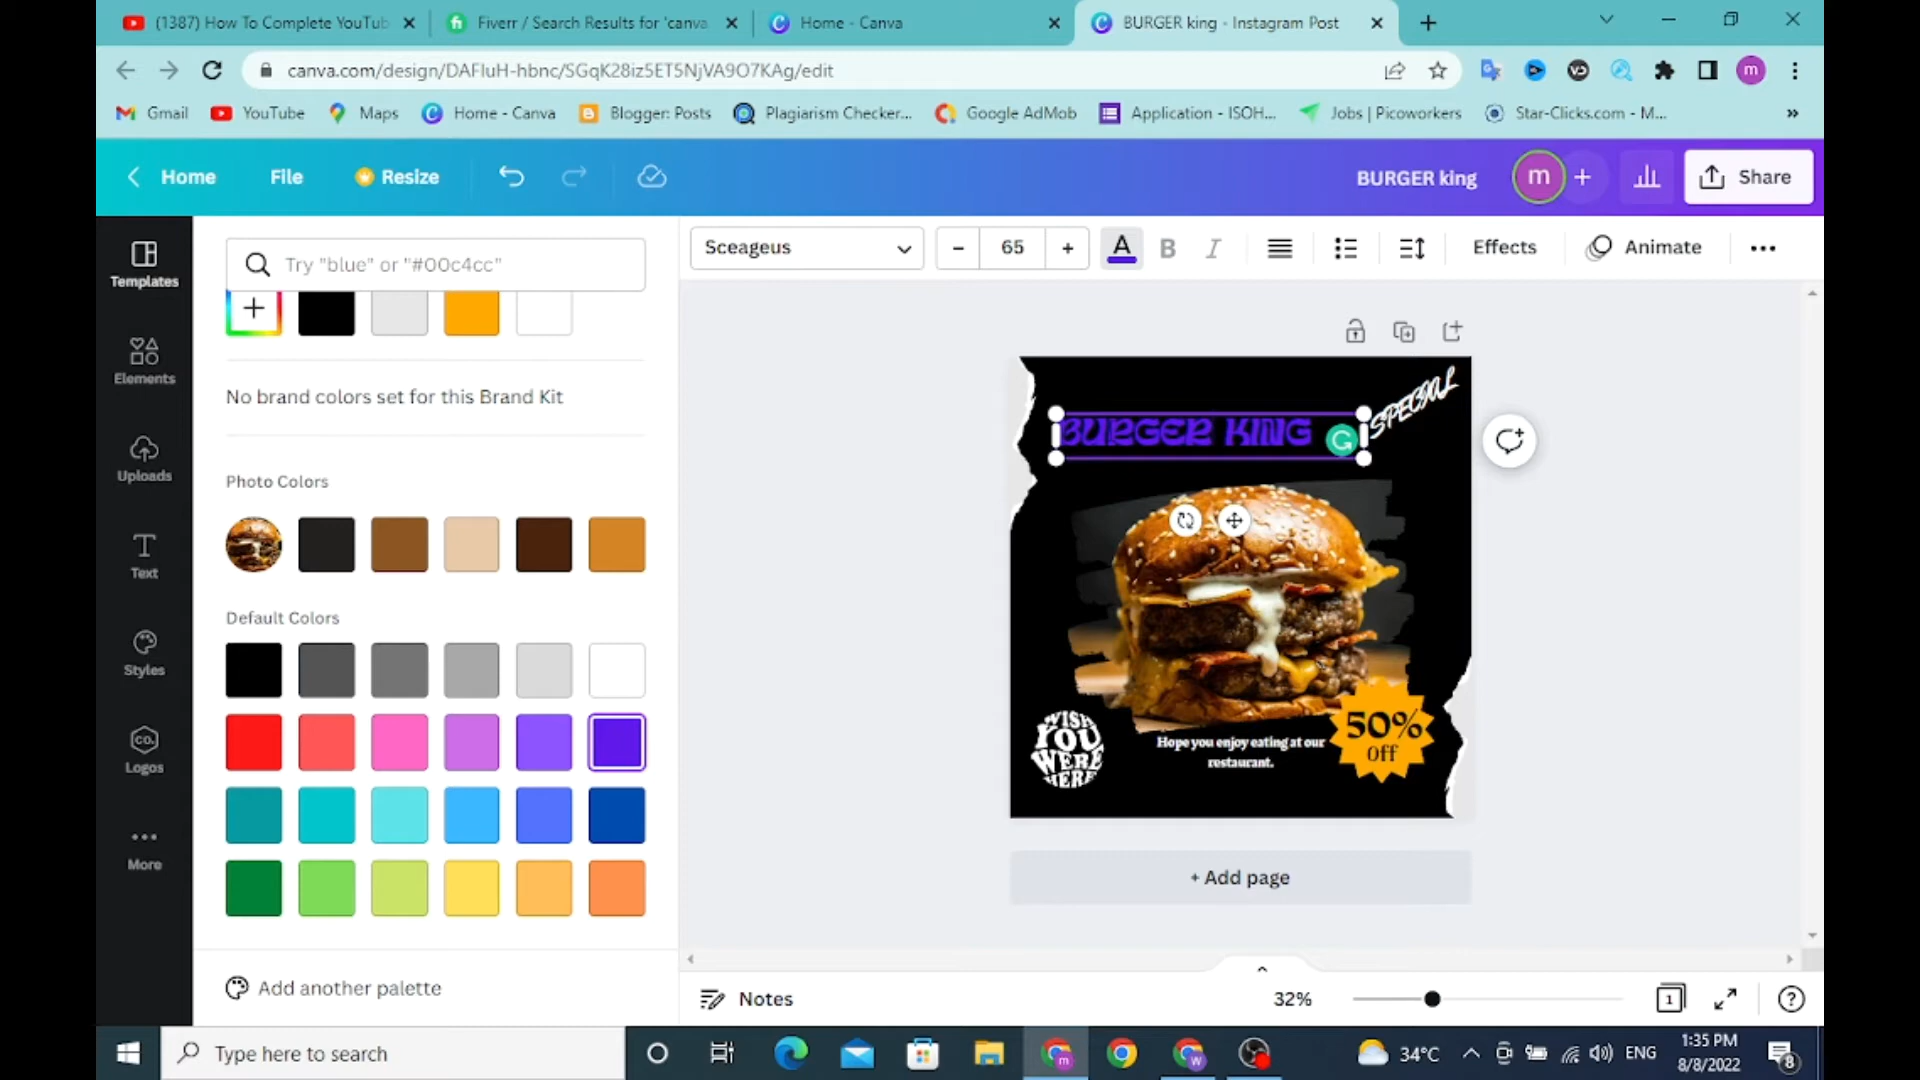 (1387) How To Complete YouTub
Fiverr / Search Results for 'canva
Home - Canva
BURGER king - Instagram Post
canva.com/design/DAFIuH-hbnc/SGqK28iz5ET5NjVA9O7KAg/edit
m
Gmail
YouTube
Maps
Home - Canva
Blogger: Posts
Plagiarism Checker...
Google AdMob
Application - ISOH...
Jobs | Picoworkers
Star-Clicks.com - M...
»
Home
File
Resize
BURGER king
m
+
Share
Templates
Elements
Uploads
Text
Styles
CO.
Logos
More
Try "blue" or "#00c4cc"
No brand colors set for this Brand Kit
Photo Colors
Default Colors
Add another palette
Sceageus
– 65 +
A
B
I
Effects
Animate
SPECIAL
BURGER KING
WISH
YOU
WERE
HERE
Hope you enjoy eating at our
restaurant.
50%
Off
+ Add page
Notes
32%
1
?
Type here to search
34°C
ENG
1:35 PM
8/8/2022
8